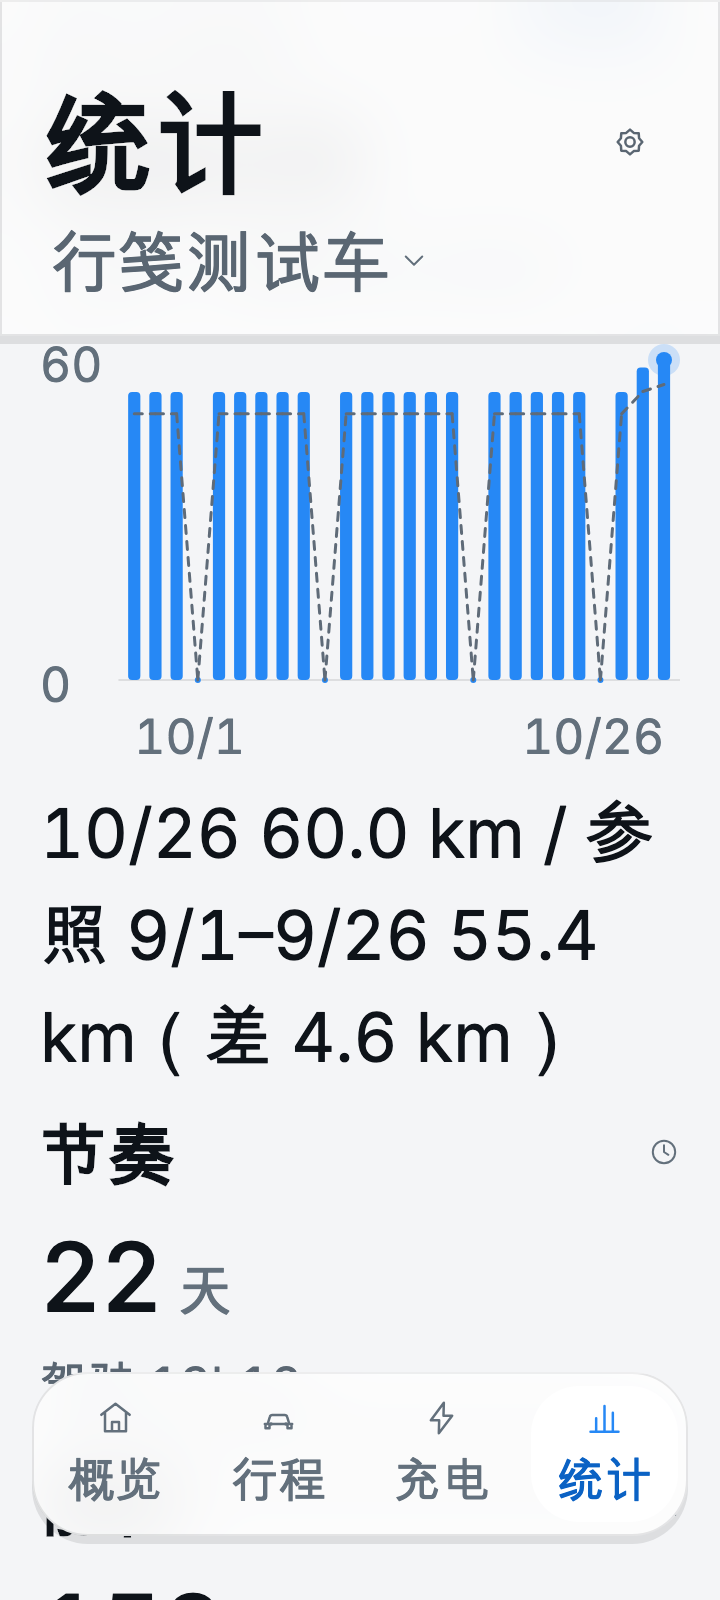 统计
行笺测试车
60
0
10/1 10/26
10/26 60.0 km / 参
照 9/1–9/26 55.4
km ( 差 4.6 km )
节奏
22 天
概览 行程 充电 统计